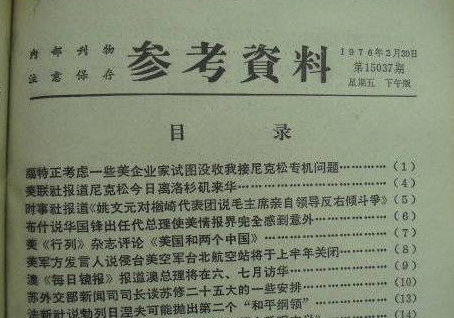 内部刊物
注意保存
参考資料
1976年2月20日
第15037期
星期五 下午版
目 录
福特正考虑一些美企业家试图没收我接尼克松专机问题…………（1）
美联社报道尼克松今日离洛杉矶来华…………（4）
时事社报道《姚文元对楢崎代表团说毛主席亲自领导反右倾斗争》（5）
布什说华国锋出任代总理使美情报界完全感到意外…………（6）
美《行列》杂志评论《美国和两个中国》…………（7）
美军方发言人说侵台美空军台北航空站将于上半年关闭…………（8）
澳《每日镜报》报道澳总理将在六、七月访华…………（9）
苏外交部新闻司司长谈苏修二十五大的一些安排…………（10）
法新社说勃列日涅夫可能抛出第二个“和平纲领”…………（13）
（14）